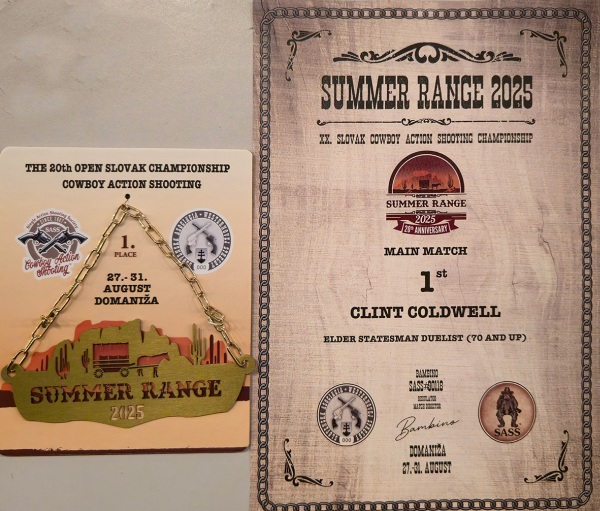 THE 20th OPEN SLOVAK CHAMPIONSHIP
COWBOY ACTION SHOOTING
SASS
"Cowboy Action
Shooting"
1.
PLACE
27.- 31.
AUGUST
DOMANIŽA
SUMMER RANGE
2025
SUMMER RANGE 2025
XX. SLOVAK COWBOY ACTION SHOOTING CHAMPIONSHIP
SUMMER RANGE
2025
20th ANNIVERSARY
MAIN MATCH
1st
CLINT COLDWELL
ELDER STATESMAN DUELIST (70 AND UP)
BAMBINO
SASS#60119
REGULATOR
MATCH DIRECTOR
Bambino
SASS
DOMANIŽA
27.-31. AUGUST